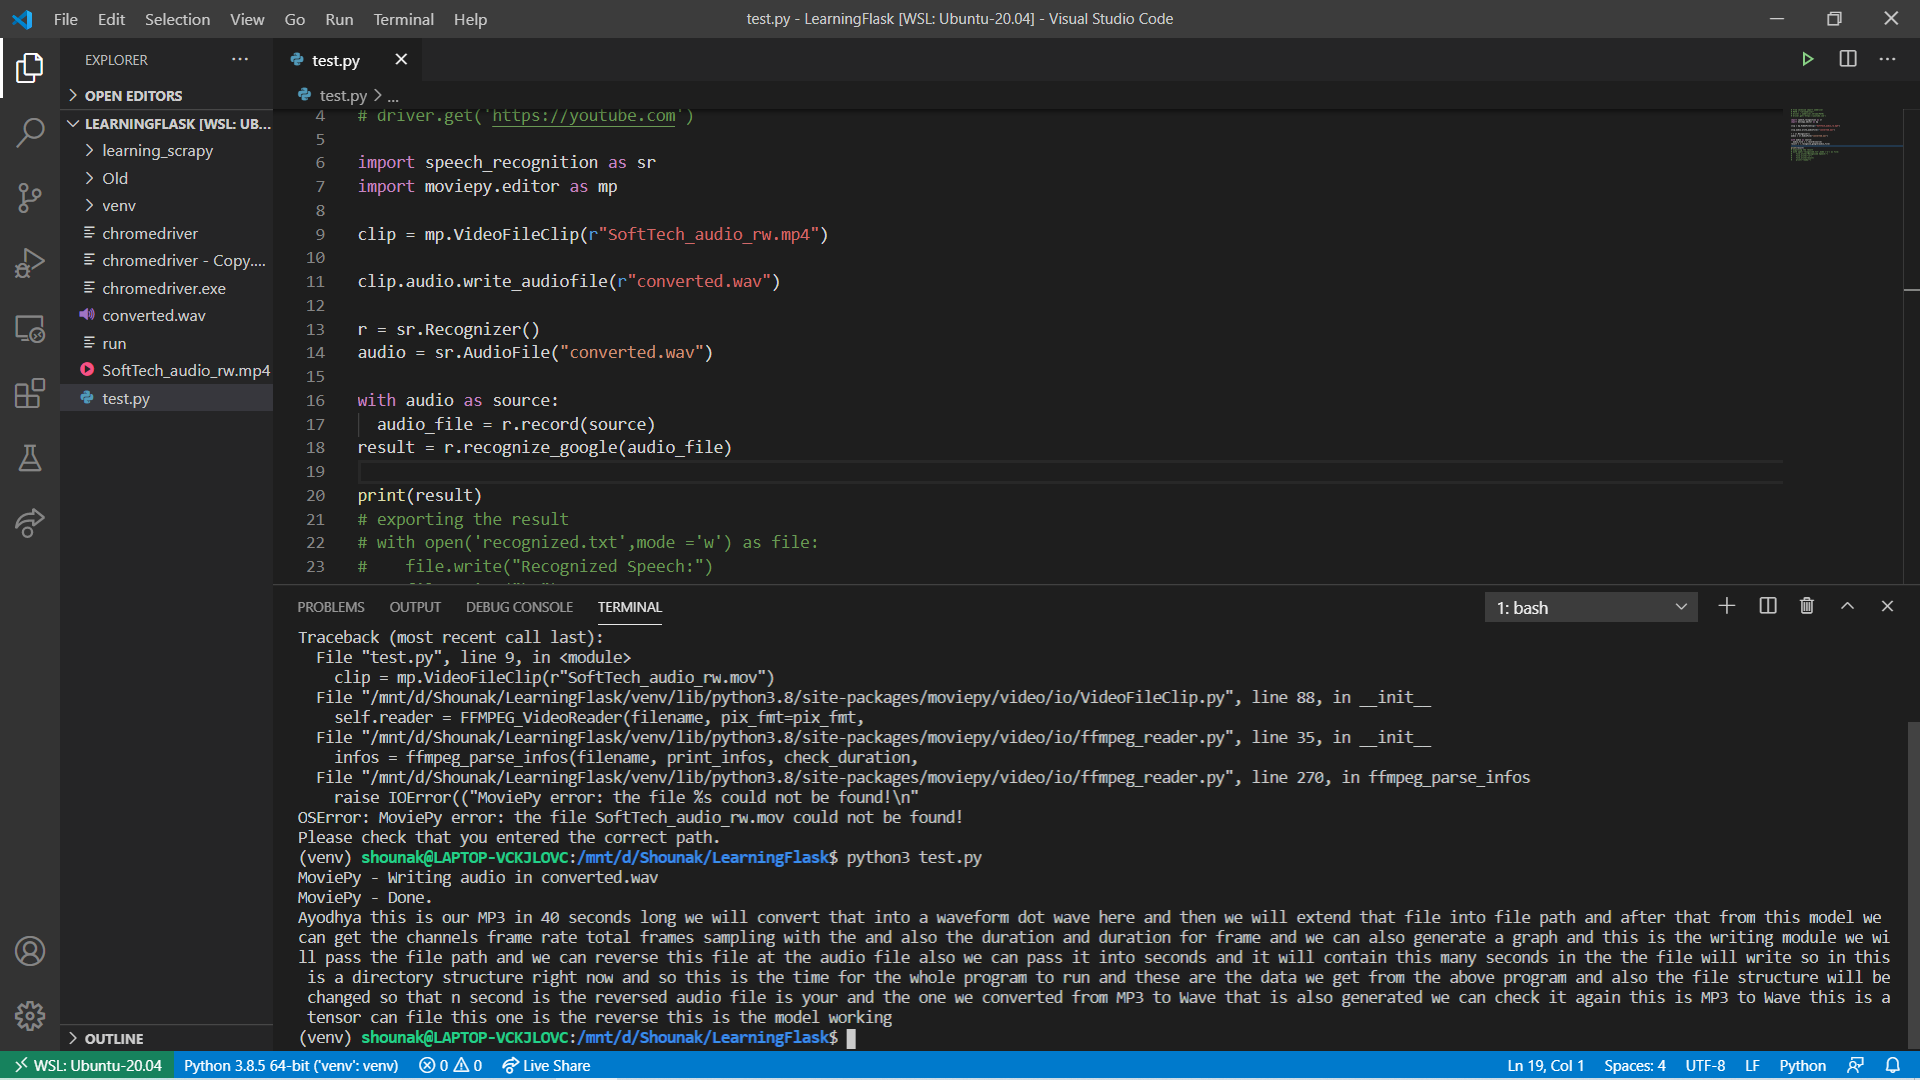 File Edit Selection View Go Run Terminal Help
test.py - LearningFlask [WSL: Ubuntu-20.04] - Visual Studio Code
EXPLORER ···
OPEN EDITORS
LEARNINGFLASK [WSL: UB...
learning_scrapy
Old
venv
chromedriver
chromedriver - Copy....
chromedriver.exe
converted.wav
run
SoftTech_audio_rw.mp4
test.py
OUTLINE
test.py
test.py > ...
4 # driver.get('https://youtube.com')
5
6 import speech_recognition as sr
7 import moviepy.editor as mp
8
9 clip = mp.VideoFileClip(r"SoftTech_audio_rw.mp4")
10
11 clip.audio.write_audiofile(r"converted.wav")
12
13 r = sr.Recognizer()
14 audio = sr.AudioFile("converted.wav")
15
16 with audio as source:
17   audio_file = r.record(source)
18 result = r.recognize_google(audio_file)
19
20 print(result)
21 # exporting the result
22 # with open('recognized.txt',mode ='w') as file:
23 #    file.write("Recognized Speech:")
PROBLEMS OUTPUT DEBUG CONSOLE TERMINAL
1: bash
Traceback (most recent call last):
  File "test.py", line 9, in <module>
    clip = mp.VideoFileClip(r"SoftTech_audio_rw.mov")
  File "/mnt/d/Shounak/LearningFlask/venv/lib/python3.8/site-packages/moviepy/video/io/VideoFileClip.py", line 88, in __init__
    self.reader = FFMPEG_VideoReader(filename, pix_fmt=pix_fmt,
  File "/mnt/d/Shounak/LearningFlask/venv/lib/python3.8/site-packages/moviepy/video/io/ffmpeg_reader.py", line 35, in __init__
    infos = ffmpeg_parse_infos(filename, print_infos, check_duration,
  File "/mnt/d/Shounak/LearningFlask/venv/lib/python3.8/site-packages/moviepy/video/io/ffmpeg_reader.py", line 270, in ffmpeg_parse_infos
    raise IOError(("MoviePy error: the file %s could not be found!\n"
OSError: MoviePy error: the file SoftTech_audio_rw.mov could not be found!
Please check that you entered the correct path.
(venv) shounak@LAPTOP-VCKJLOVC:/mnt/d/Shounak/LearningFlask$ python3 test.py
MoviePy - Writing audio in converted.wav
MoviePy - Done.
Ayodhya this is our MP3 in 40 seconds long we will convert that into a waveform dot wave here and then we will extend that file into file path and after that from this model we
can get the channels frame rate total frames sampling with the and also the duration and duration for frame and we can also generate a graph and this is the writing module we wi
ll pass the file path and we can reverse this file at the audio file also we can pass it into seconds and it will contain this many seconds in the the file will write so in this
 is a directory structure right now and so this is the time for the whole program to run and these are the data we get from the above program and also the file structure will be
 changed so that n second is the reversed audio file is your and the one we converted from MP3 to Wave that is also generated we can check it again this is MP3 to Wave this is a
 tensor can file this one is the reverse this is the model working
(venv) shounak@LAPTOP-VCKJLOVC:/mnt/d/Shounak/LearningFlask$
WSL: Ubuntu-20.04 Python 3.8.5 64-bit ('venv': venv) 0 0 Live Share Ln 19, Col 1 Spaces: 4 UTF-8 LF Python